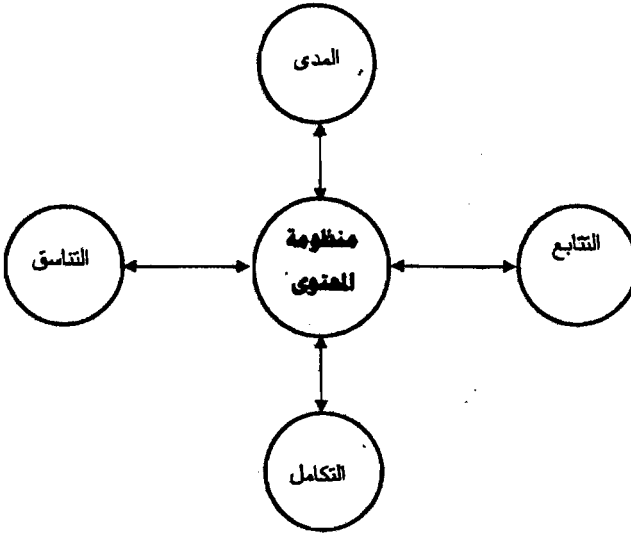 المدى
التتابع
منظومة
المحتوى
التناسق
التكامل